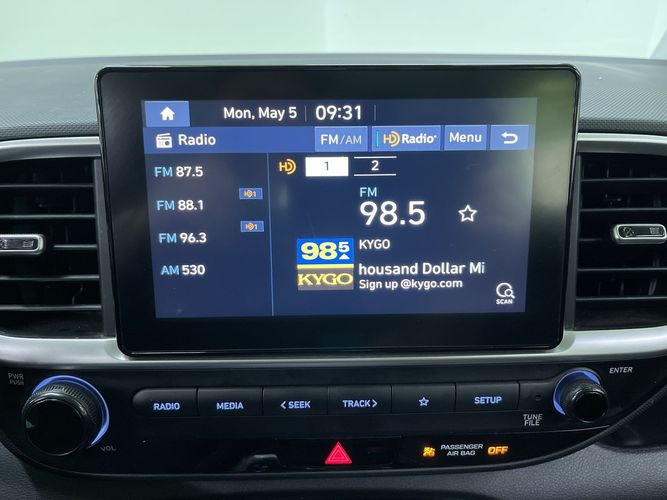 Mon, May 5 09:31
Radio FM/AM HD Radio Menu
FM 87.5
FM 88.1 HD1
FM 96.3 HD1
AM 530
HD 1 2
FM
98.5
KYGO
housand Dollar Mi
Sign up @kygo.com
98.5
KYGO
SCAN
PWR
PUSH
VOL
RADIO MEDIA < SEEK TRACK > SETUP
ENTER
TUNE
FILE
PASSENGER
AIR BAG OFF